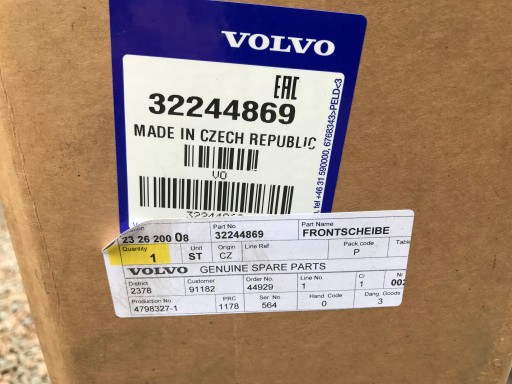 VOLVO
EAC
32244869
MADE IN CZECH REPUBLIC
VO
tel +46 31 590000, 6768343>PELD<3
Part No
Part Name
23 26 200 08
32244869
FRONTSCHEIBE
Quantity
Unit
Origin
Line Ref
Pack.code
1
ST
CZ
P
VOLVO GENUINE SPARE PARTS
District
Customer
Order No.
Line No.
Cl
Nr
2378
91182
44929
1
1
Production No.
PRC
Ser. No.
Hand. Code
Dang. Goods
4798327-1
1178
564
0
3